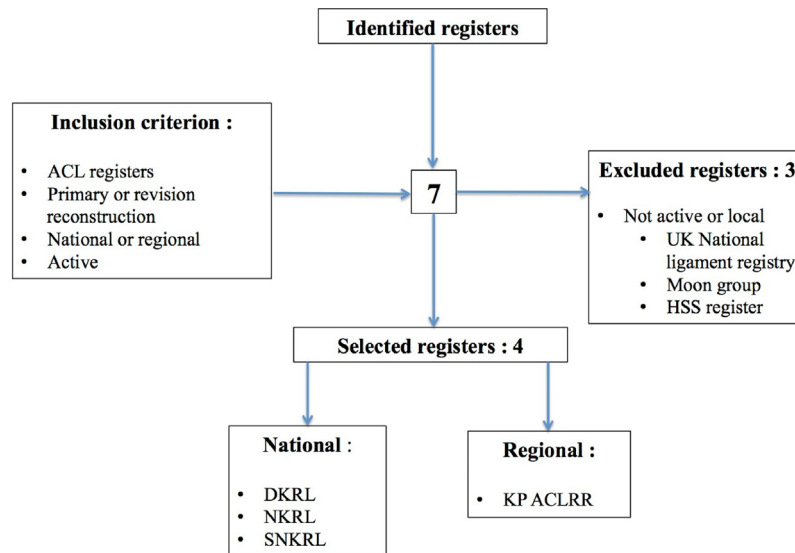 Identified registers
Inclusion criterion :
• ACL registers
• Primary or revision
reconstruction
• National or regional
• Active
7
Excluded registers : 3
• Not active or local
• UK National
ligament registry
• Moon group
• HSS register
Selected registers : 4
National :
• DKRL
• NKRL
• SNKRL
Regional :
• KP ACLRR